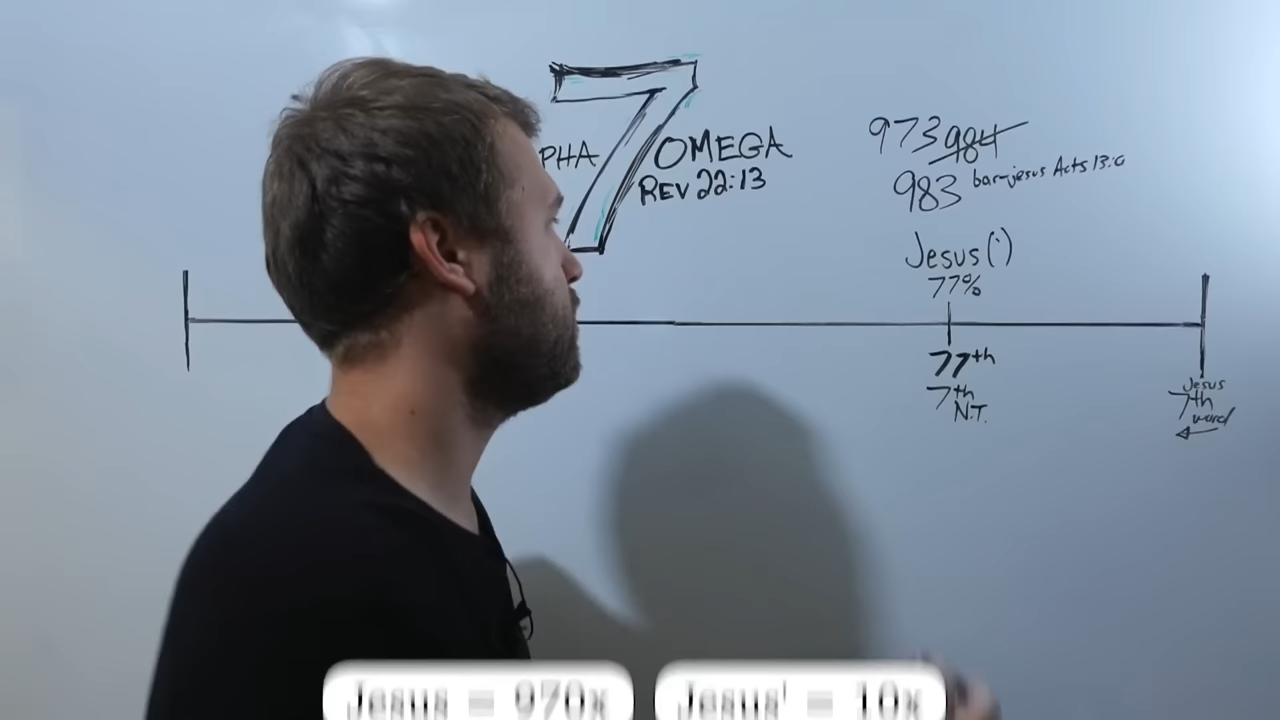 7
PHA OMEGA
REV 22:13
973 984
983 bar-jesus Acts 13:6
Jesus(')
77%
77th
7th
N.T.
Jesus
7th
word
Jesus = 970x
Jesus' = 10x